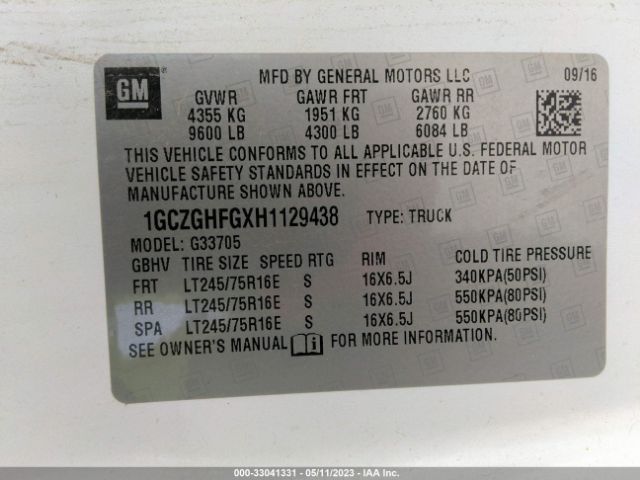 GM
MFD BY GENERAL MOTORS LLC 09/16
GVWR GAWR FRT GAWR RR
4355 KG 1951 KG 2760 KG
9600 LB 4300 LB 6084 LB
THIS VEHICLE CONFORMS TO ALL APPLICABLE U.S. FEDERAL MOTOR
VEHICLE SAFETY STANDARDS IN EFFECT ON THE DATE OF
MANUFACTURE SHOWN ABOVE.
1GCZGHFGXH1129438 TYPE: TRUCK
MODEL: G33705
GBHV TIRE SIZE SPEED RTG RIM COLD TIRE PRESSURE
FRT LT245/75R16E S 16X6.5J 340KPA(50PSI)
RR LT245/75R16E S 16X6.5J 550KPA(80PSI)
SPA LT245/75R16E S 16X6.5J 550KPA(80PSI)
SEE OWNER'S MANUAL FOR MORE INFORMATION.
000-33041331 - 05/11/2023 - IAA Inc.